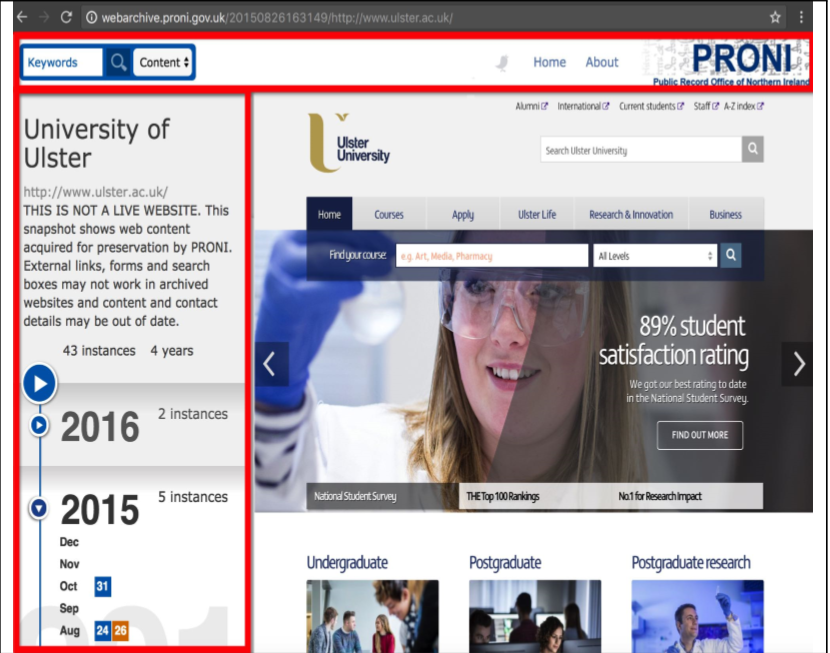 webarchive.proni.gov.uk/20150826163149/http://www.ulster.ac.uk/
Keywords
Content
Home About
PRONI
Public Record Office of Northern Ireland
University of
Ulster
http://www.ulster.ac.uk/
THIS IS NOT A LIVE WEBSITE. This
snapshot shows web content
acquired for preservation by PRONI.
External links, forms and search
boxes may not work in archived
websites and content and contact
details may be out of date.
43 instances 4 years
2016 2 instances
2015 5 instances
Dec
Nov
Oct 31
Sep
Aug 24 26
Alumni International Current students Staff A-Z index
Ulster
University
Search Ulster University
Home Courses Apply Ulster Life Research & Innovation Business
Find your course: e.g. Art, Media, Pharmacy All Levels
89% student
satisfaction rating
We got our best rating to date
in the National Student Survey.
FIND OUT MORE
National Student Survey THE Top 100 Rankings No.1 for Research Impact
Undergraduate Postgraduate Postgraduate research